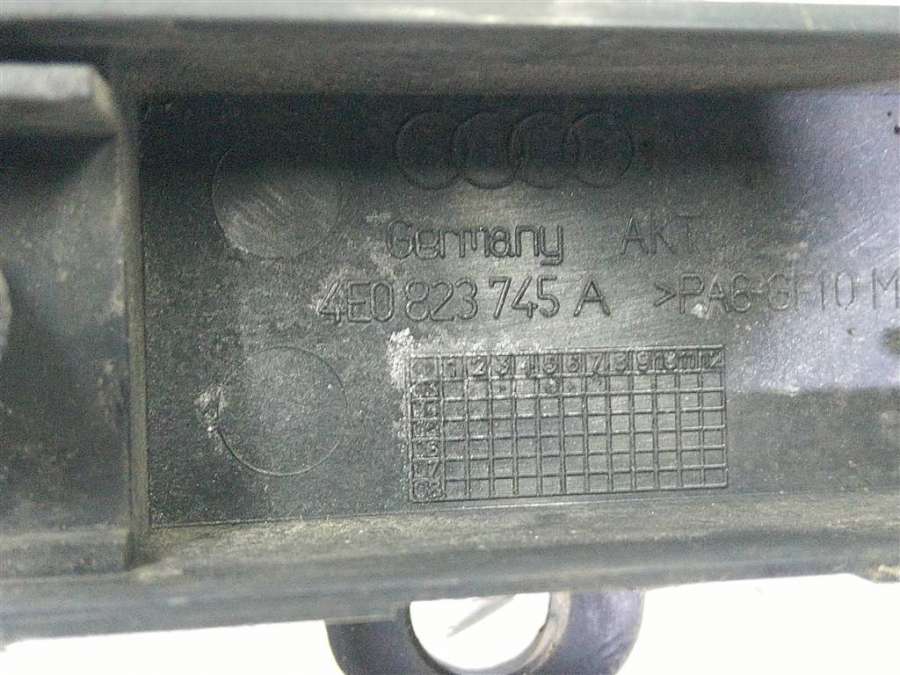 Germany AKT
4E0 823 745 A >PA6-GF10 M
1 2 3 4 5 6 7 8 9 10 11 12